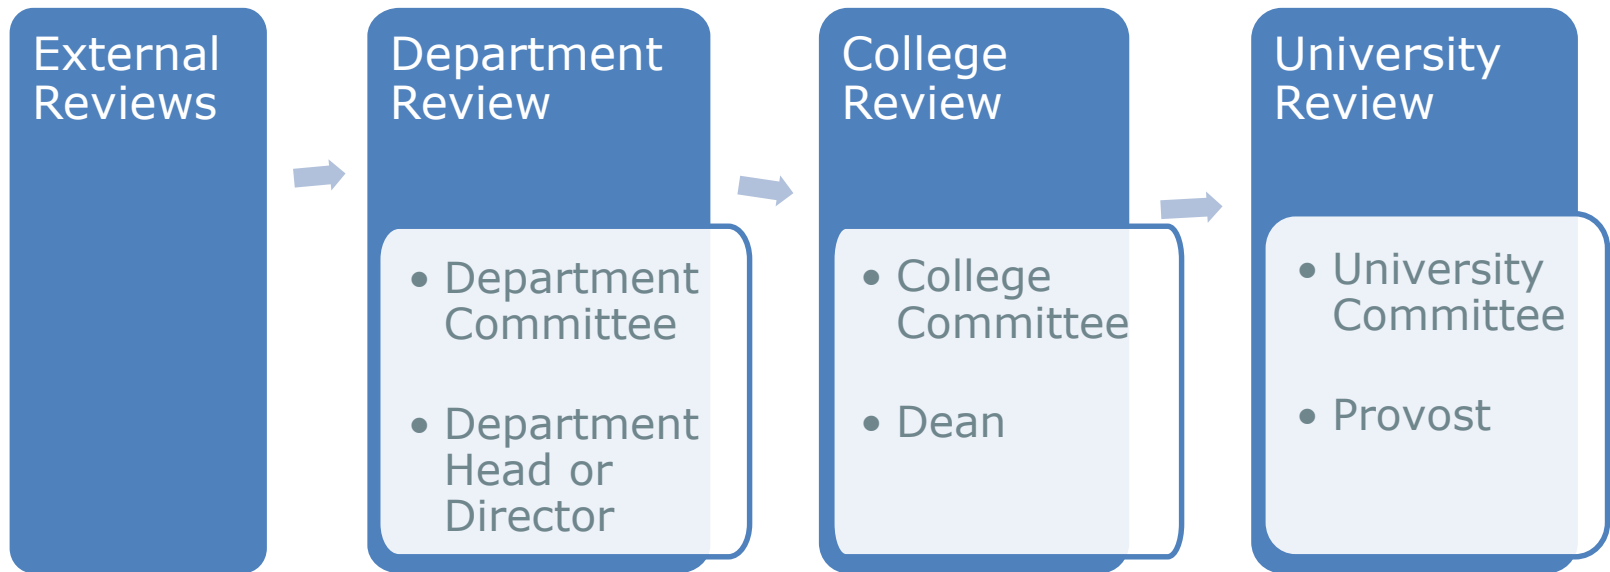 External
Reviews
Department
Review
• Department
Committee
• Department
Head or
Director
College
Review
• College
Committee
• Dean
University
Review
• University
Committee
• Provost